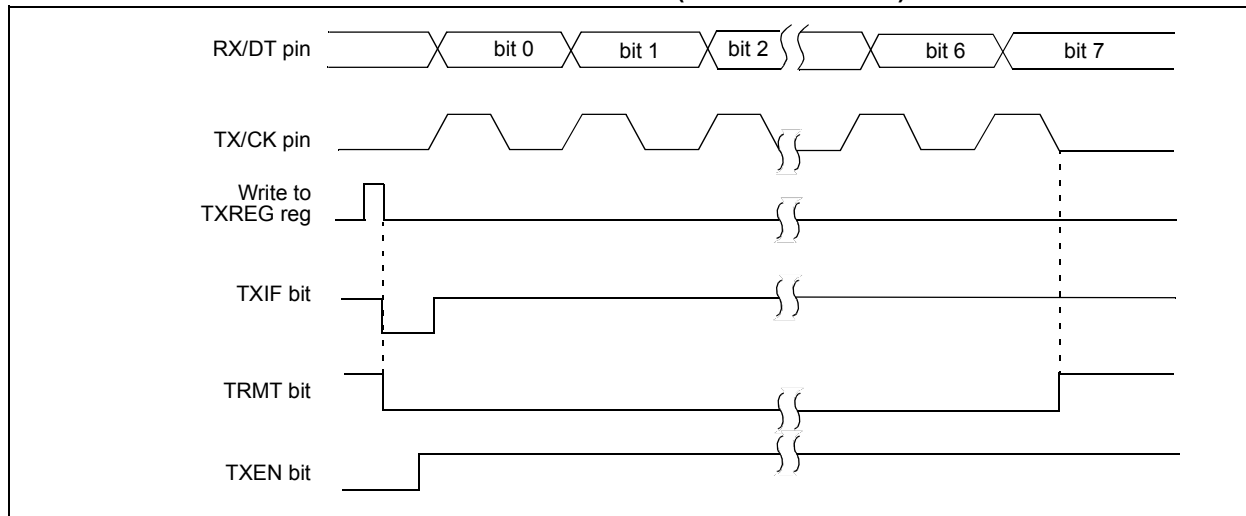 RX/DT pin
bit 0
bit 1
bit 2
bit 6
bit 7
TX/CK pin
Write to
TXREG reg
TXIF bit
TRMT bit
TXEN bit